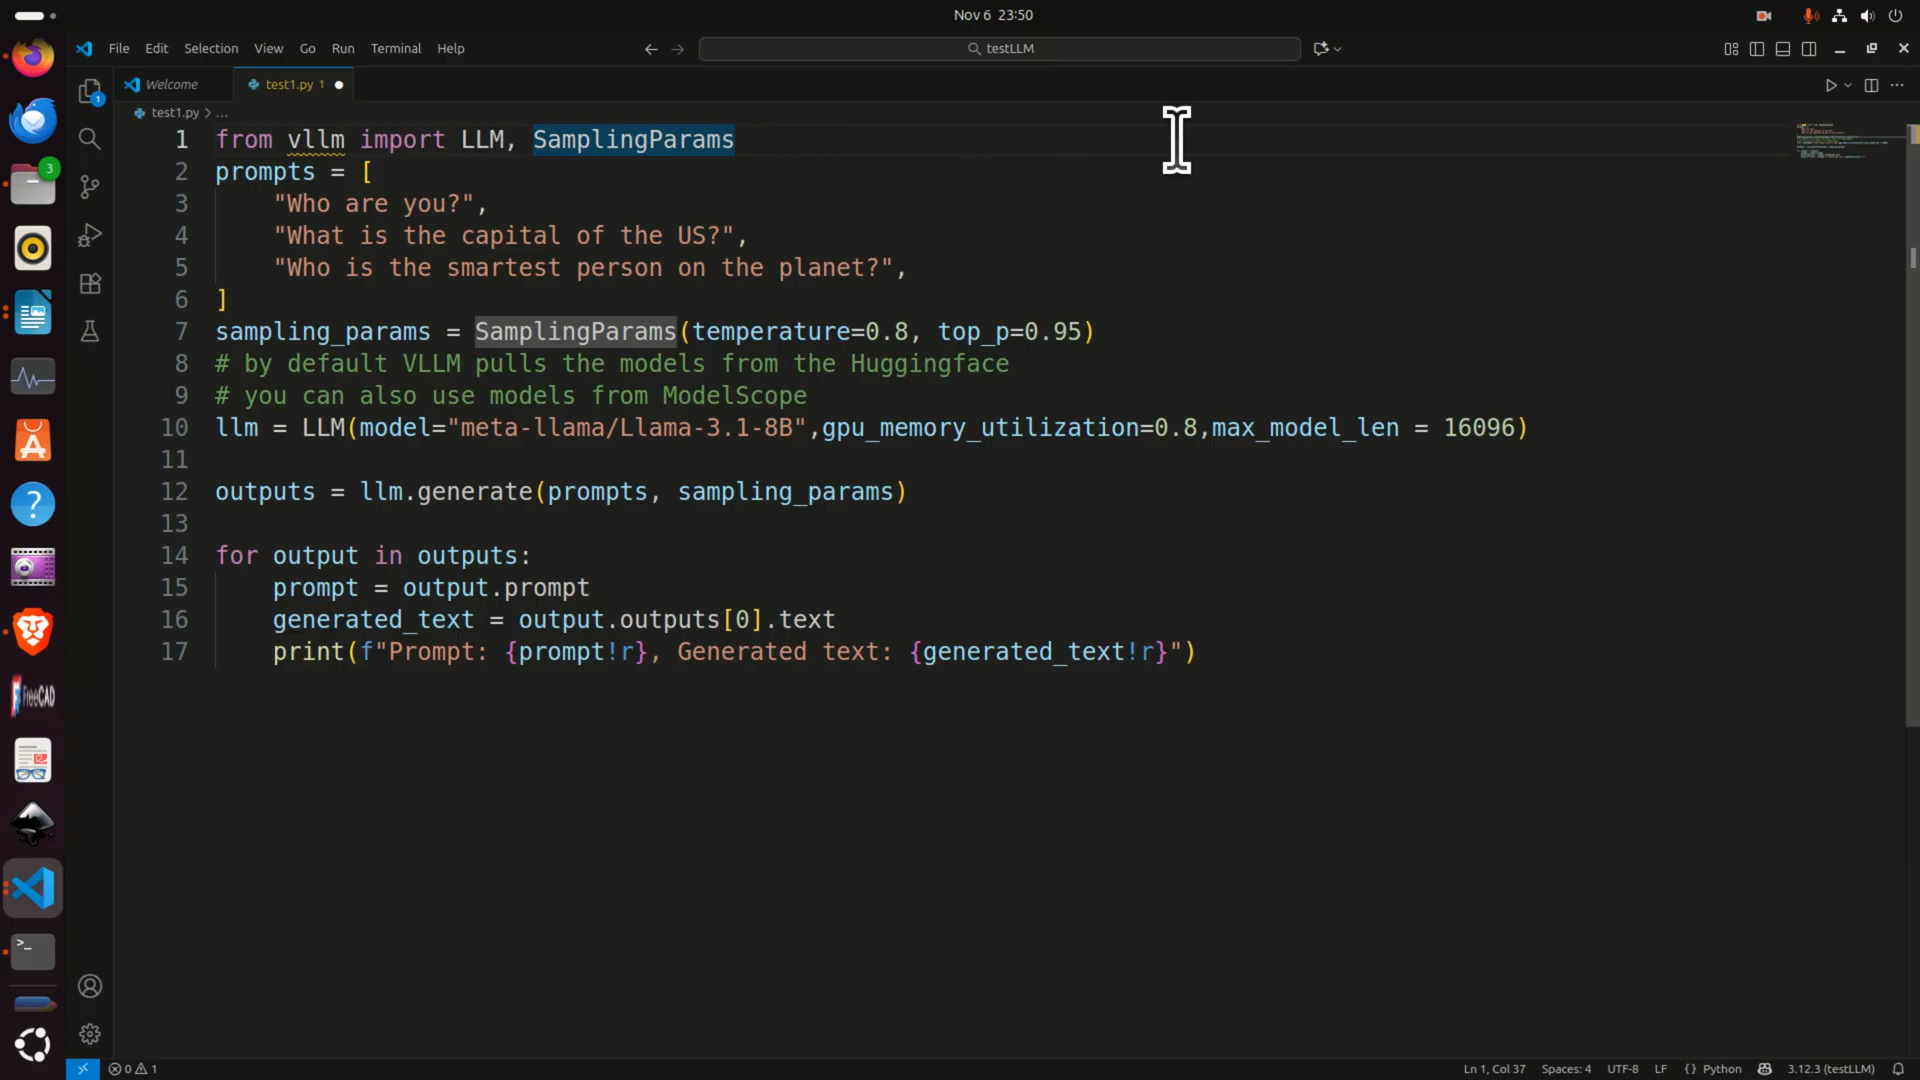 Nov 6 23:50
File Edit Selection View Go Run Terminal Help
testLLM
Welcome test1.py 1
test1.py > ...
1 from vllm import LLM, SamplingParams
2 prompts = [
3 "Who are you?",
4 "What is the capital of the US?",
5 "Who is the smartest person on the planet?",
6 ]
7 sampling_params = SamplingParams(temperature=0.8, top_p=0.95)
8 # by default VLLM pulls the models from the Huggingface
9 # you can also use models from ModelScope
10 llm = LLM(model="meta-llama/Llama-3.1-8B",gpu_memory_utilization=0.8,max_model_len = 16096)
11
12 outputs = llm.generate(prompts, sampling_params)
13
14 for output in outputs:
15 prompt = output.prompt
16 generated_text = output.outputs[0].text
17 print(f"Prompt: {prompt!r}, Generated text: {generated_text!r}")
1
3
FreeCAD
0 1
Ln 1, Col 37 Spaces: 4 UTF-8 LF {} Python 3.12.3 (testLLM)